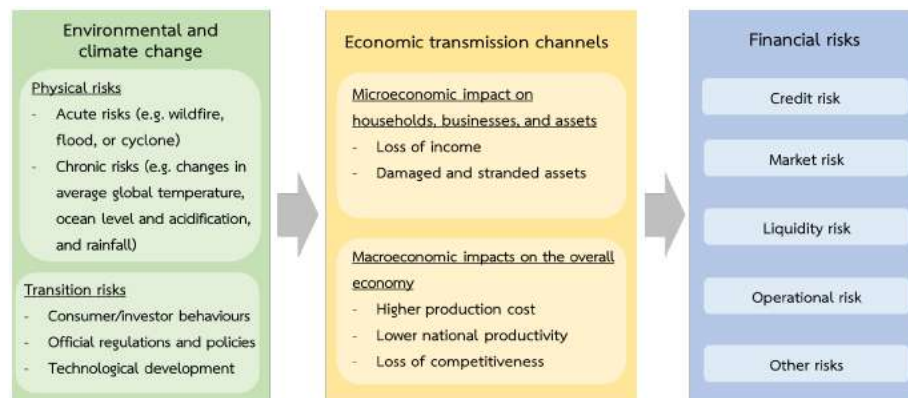 Environmental and
climate change
Physical risks
- Acute risks (e.g. wildfire,
flood, or cyclone)
- Chronic risks (e.g. changes in
average global temperature,
ocean level and acidification,
and rainfall)
Transition risks
- Consumer/investor behaviours
- Official regulations and policies
- Technological development
Economic transmission channels
Microeconomic impact on
households, businesses, and assets
- Loss of income
- Damaged and stranded assets
Macroeconomic impacts on the overall
economy
- Higher production cost
- Lower national productivity
- Loss of competitiveness
Financial risks
Credit risk
Market risk
Liquidity risk
Operational risk
Other risks